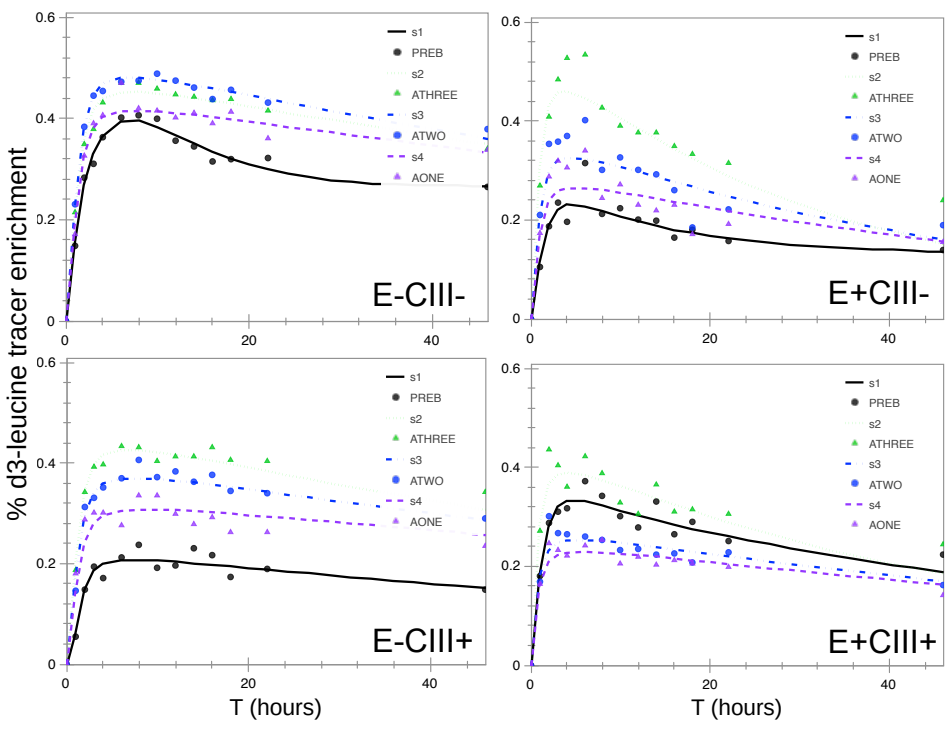 % d3-leucine tracer enrichment
0.6
0.4
0.2
0
0
20
40
s1
PREB
s2
ATHREE
s3
ATWO
s4
AONE
E-CIII-
0.6
0.4
0.2
0
0
20
40
s1
PREB
s2
ATHREE
s3
ATWO
s4
AONE
E+CIII-
0.6
0.4
0.2
0
0
20
40
s1
PREB
s2
ATHREE
s3
ATWO
s4
AONE
E-CIII+
T (hours)
0.6
0.4
0.2
0
0
20
40
s1
PREB
s2
ATHREE
s3
ATWO
s4
AONE
E+CIII+
T (hours)